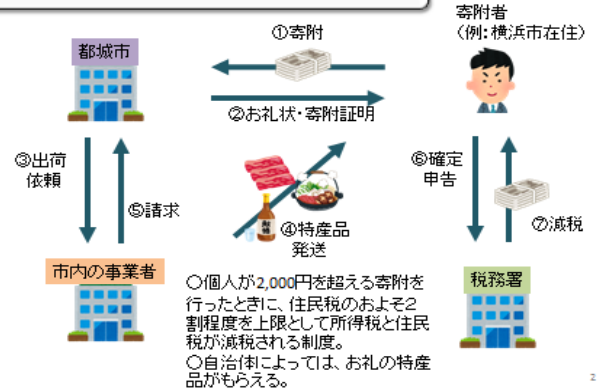 寄附者
(例:横浜市在住)
①寄附
都城市
②お礼状・寄附証明
③出荷
依頼
⑤請求
④特産品
発送
⑥確定
申告
⑦減税
市内の事業者
税務署
○個人が2,000円を超える寄附を
行ったときに、住民税のおよそ2
割程度を上限として所得税と住民
税が減税される制度。
○自治体によっては、お礼の特産
品がもらえる。
2